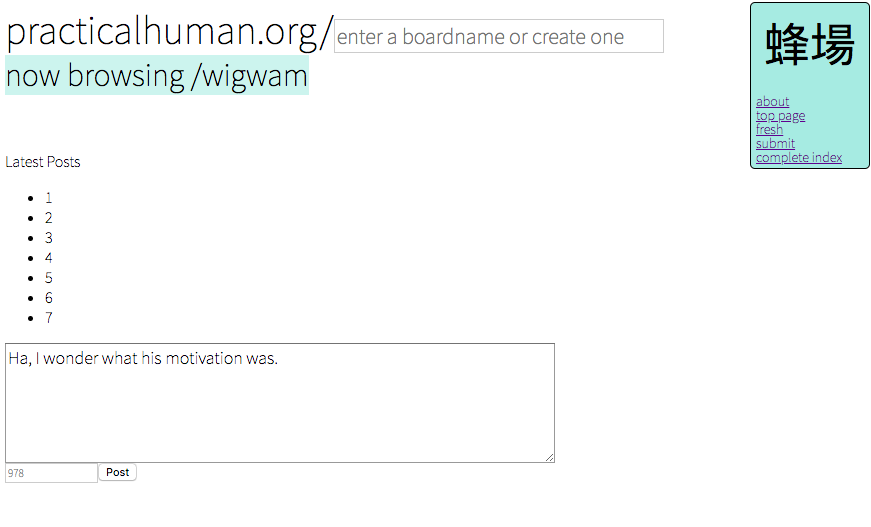 practicalhuman.org/ enter a boardname or create one
now browsing /wigwam
蜂場
about
top page
fresh
submit
complete index
Latest Posts
1
2
3
4
5
6
7
Ha, I wonder what his motivation was.
978 Post